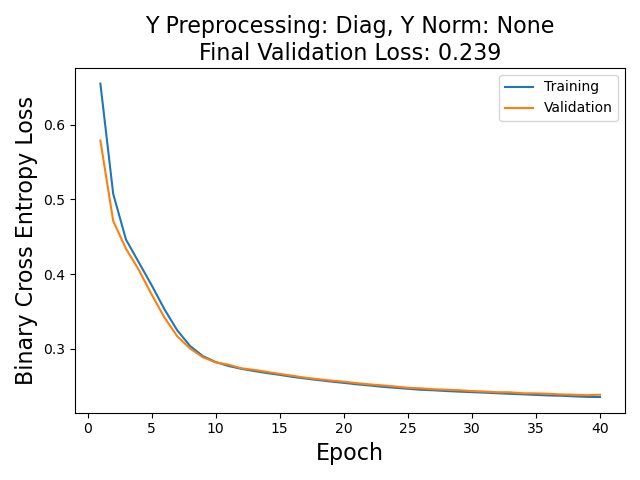 Y Preprocessing: Diag, Y Norm: None
Final Validation Loss: 0.239
Training
Validation
Binary Cross Entropy Loss
0.6
0.5
0.4
0.3
0 5 10 15 20 25 30 35 40
Epoch